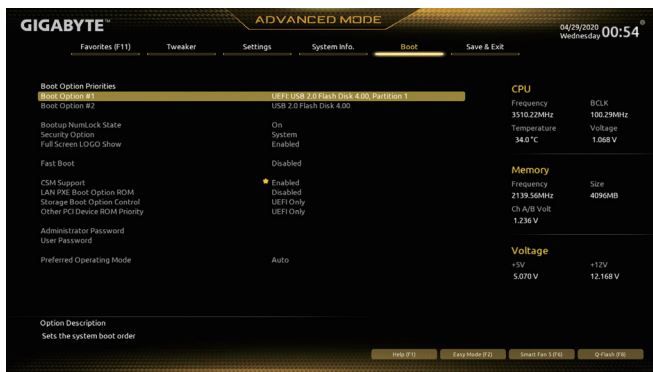 GIGABYTE™
ADVANCED MODE
04/29/2020
Wednesday 00:54
Favorites (F11) Tweaker Settings System Info. Boot Save & Exit
Boot Option Priorities
Boot Option #1 UEFI: USB 2.0 Flash Disk 4.00, Partition 1
Boot Option #2 USB 2.0 Flash Disk 4.00
Bootup NumLock State On
Security Option System
Full Screen LOGO Show Enabled
Fast Boot Disabled
CSM Support Enabled
LAN PXE Boot Option ROM Disabled
Storage Boot Option Control UEFI Only
Other PCI Device ROM Priority UEFI Only
Administrator Password
User Password
Preferred Operating Mode Auto
CPU
Frequency BCLK
3510.22MHz 100.29MHz
Temperature Voltage
34.0 °C 1.068 V
Memory
Frequency Size
2139.56MHz 4096MB
Ch A/B Volt
1.236 V
Voltage
+5V +12V
5.070 V 12.168 V
Option Description
Sets the system boot order
Help (F1) Easy Mode (F2) Smart Fan 5 (F6) Q-Flash (F8)